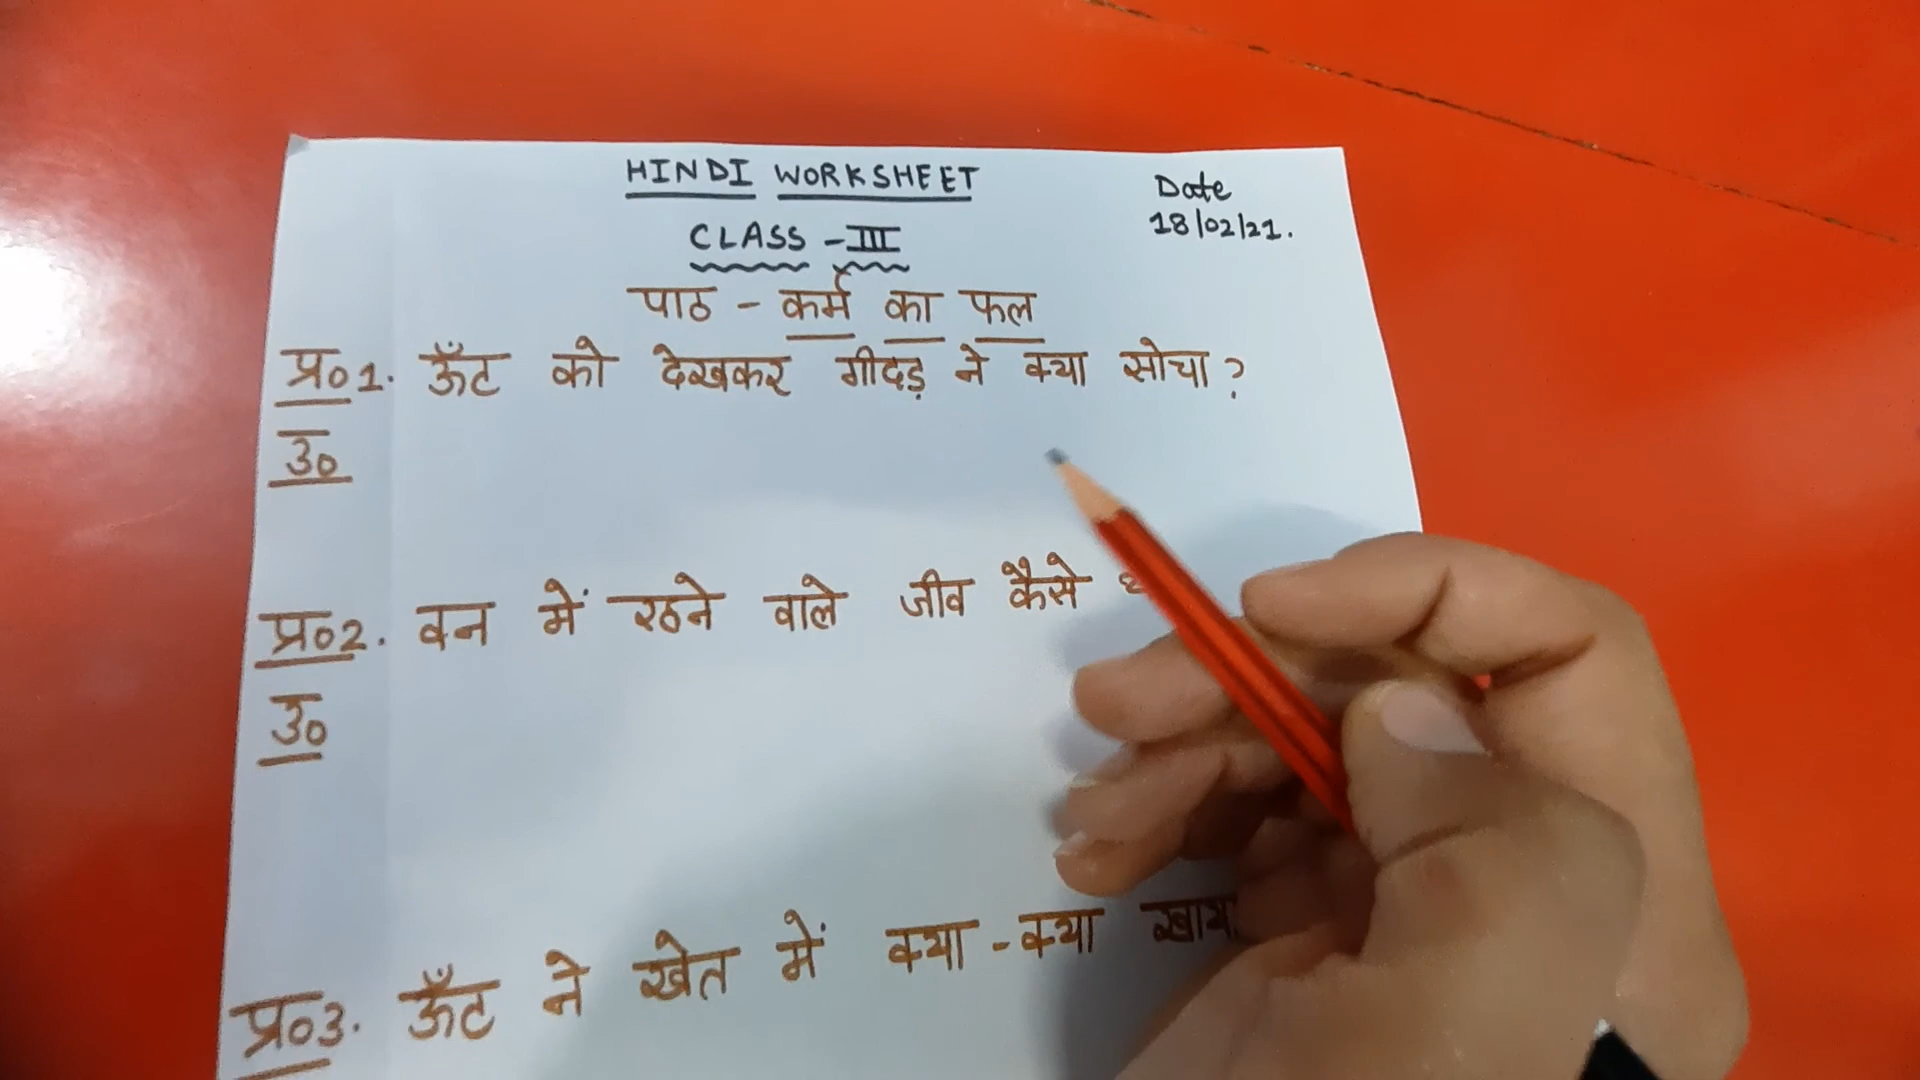 HINDI WORKSHEET
Date
18/02/21.
CLASS - III
पाठ - कर्म का फल
प्र०1. ऊँट को देखकर गीदड़ ने क्या सोचा ?
उ०
प्र०2. वन में रहने वाले जीव कैसे
उ०
प्र०3. ऊँट ने खेत में क्या - क्या